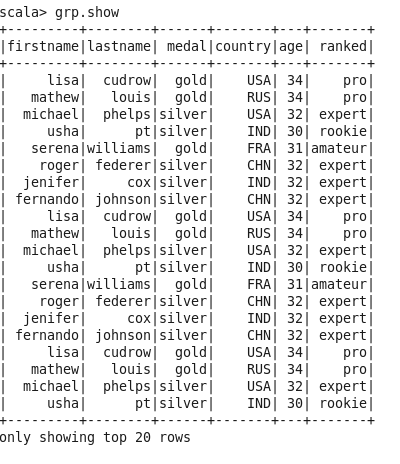 scala> grp.show
+---------+--------+------+-------+---+-------+
|firstname|lastname| medal|country|age| ranked|
+---------+--------+------+-------+---+-------+
|     lisa|  cudrow|  gold|    USA| 34|    pro|
|   mathew|   louis|  gold|    RUS| 34|    pro|
|  michael|  phelps|silver|    USA| 32| expert|
|     usha|      pt|silver|    IND| 30| rookie|
|   serena|williams|  gold|    FRA| 31|amateur|
|    roger| federer|silver|    CHN| 32| expert|
|  jenifer|     cox|silver|    IND| 32| expert|
| fernando| johnson|silver|    CHN| 32| expert|
|     lisa|  cudrow|  gold|    USA| 34|    pro|
|   mathew|   louis|  gold|    RUS| 34|    pro|
|  michael|  phelps|silver|    USA| 32| expert|
|     usha|      pt|silver|    IND| 30| rookie|
|   serena|williams|  gold|    FRA| 31|amateur|
|    roger| federer|silver|    CHN| 32| expert|
|  jenifer|     cox|silver|    IND| 32| expert|
| fernando| johnson|silver|    CHN| 32| expert|
|     lisa|  cudrow|  gold|    USA| 34|    pro|
|   mathew|   louis|  gold|    RUS| 34|    pro|
|  michael|  phelps|silver|    USA| 32| expert|
|     usha|      pt|silver|    IND| 30| rookie|
+---------+--------+------+-------+---+-------+
only showing top 20 rows